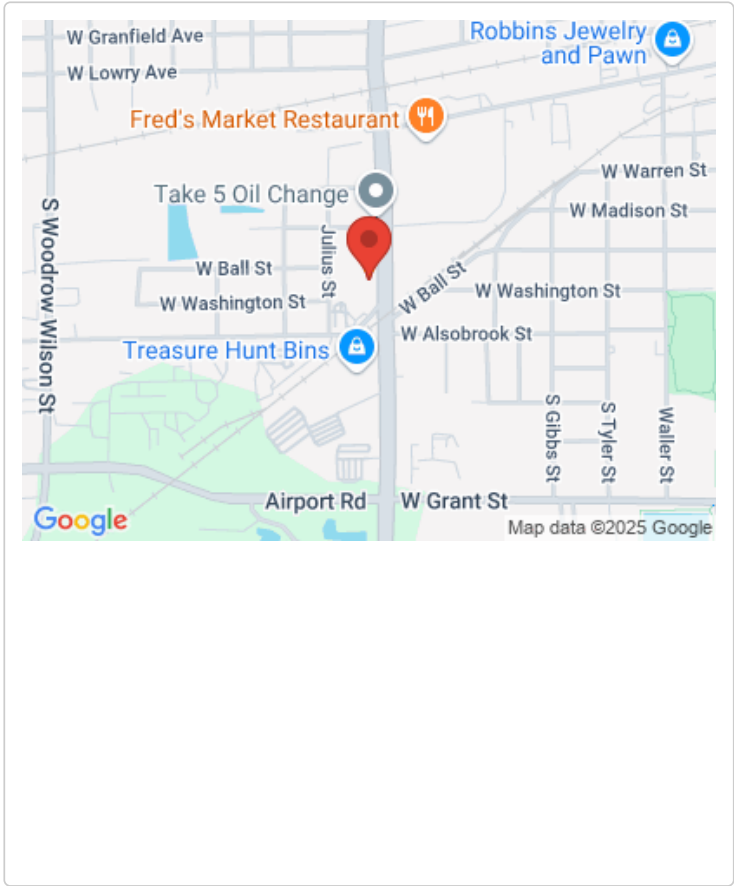 W Granfield Ave
Robbins Jewelry
and Pawn
W Lowry Ave
Fred's Market Restaurant
W Warren St
Take 5 Oil Change
W Madison St
S Woodrow Wilson St
Julius St
W Ball St
W Ball St
W Washington St
W Washington St
W Alsobrook St
Treasure Hunt Bins
S Gibbs St
S Tyler St
Waller St
Airport Rd
W Grant St
Google
Map data ©2025 Google